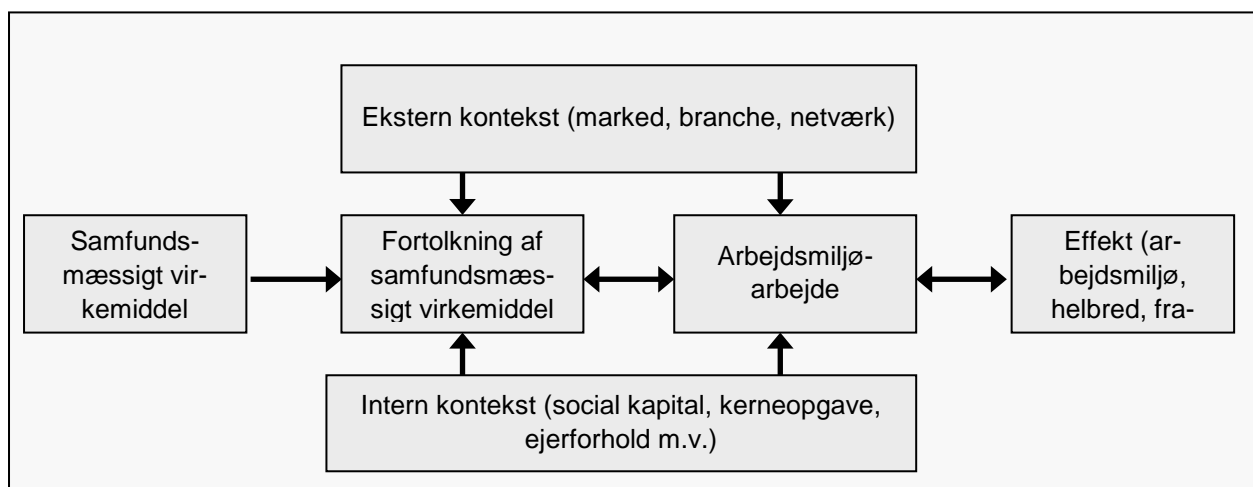 Ekstern kontekst (marked, branche, netværk)
Samfunds-
mæssigt vir-
kemiddel
Fortolkning af
samfundsmæs-
sigt virkemiddel
Arbejdsmiljø-
arbejde
Effekt (ar-
bejdsmiljø,
helbred, fra-
Intern kontekst (social kapital, kerneopgave,
ejerforhold m.v.)